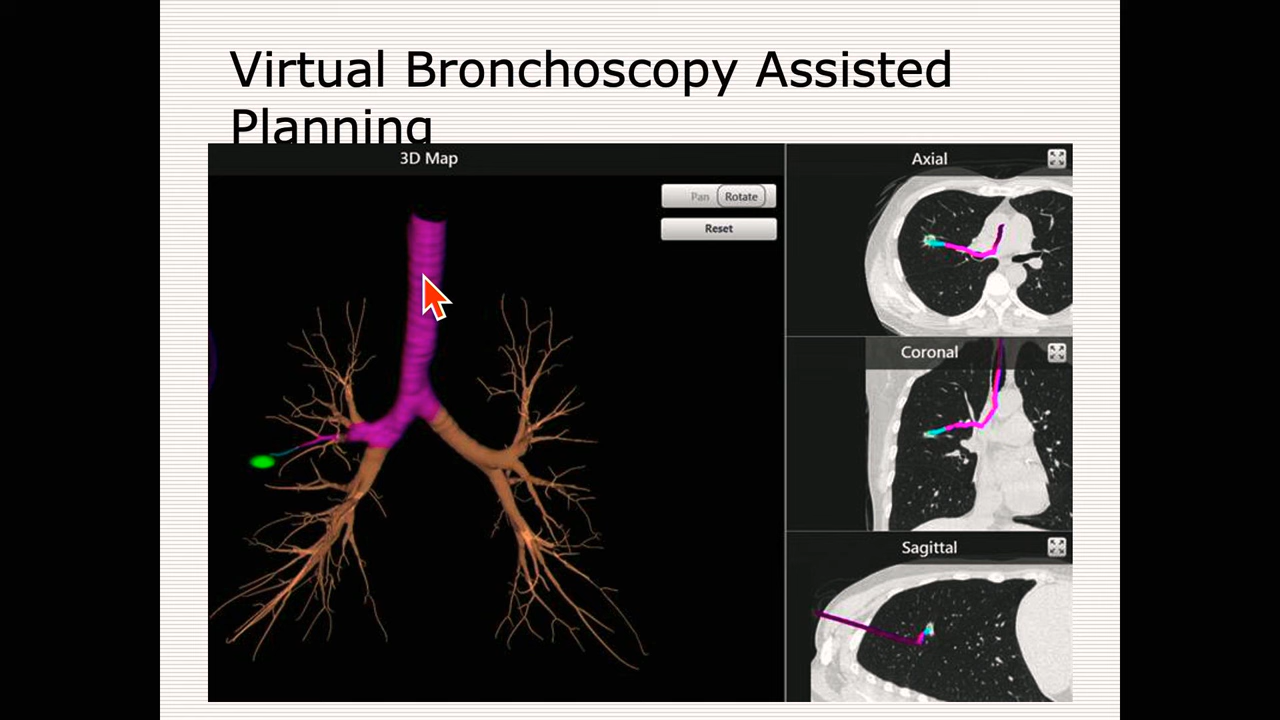 Virtual Bronchoscopy Assisted
Planning
3D Map
Pan
Rotate
Reset
Axial
Coronal
Sagittal